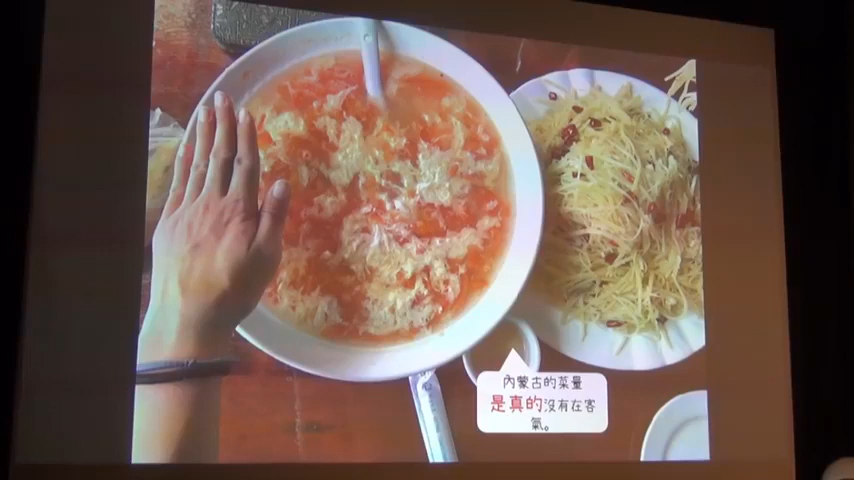 內蒙古的菜量
是真的沒有在客
氣。